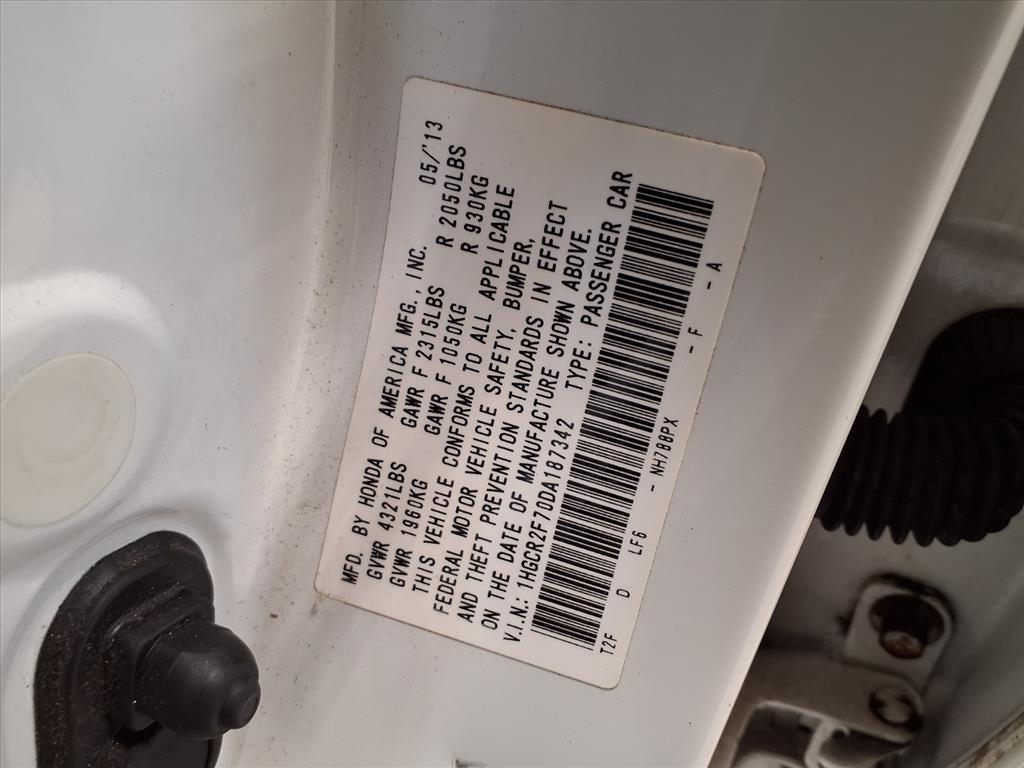 MFD. BY HONDA OF AMERICA MFG., INC. 05/'13
GVWR 4321LBS GAWR F 2315LBS R 2050LBS
GVWR 1960KG GAWR F 1050KG R 930KG
THIS VEHICLE CONFORMS TO ALL APPLICABLE
FEDERAL MOTOR VEHICLE SAFETY, BUMPER,
AND THEFT PREVENTION STANDARDS IN EFFECT
ON THE DATE OF MANUFACTURE SHOWN ABOVE.
V.I.N.: 1HGCR2F70DA187342 TYPE: PASSENGER CAR
T2F D LFG - NH788PX - F - A